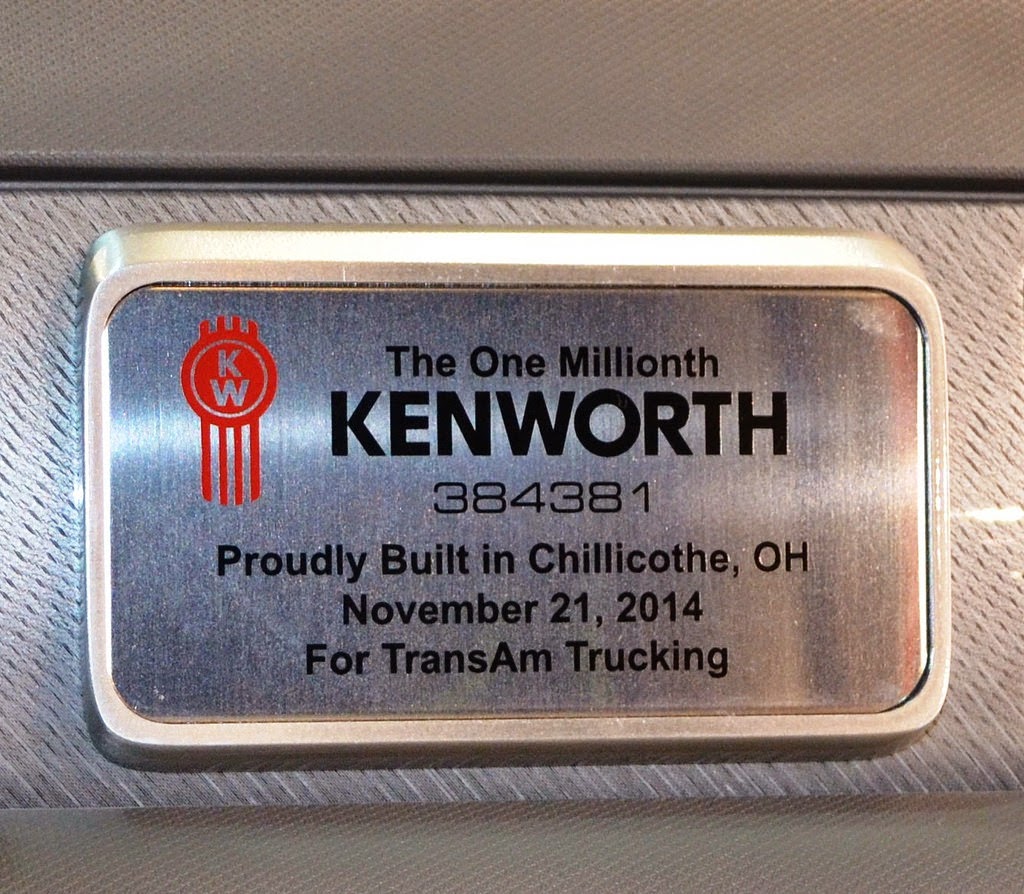 KW
The One Millionth
KENWORTH
384381
Proudly Built in Chillicothe, OH
November 21, 2014
For TransAm Trucking